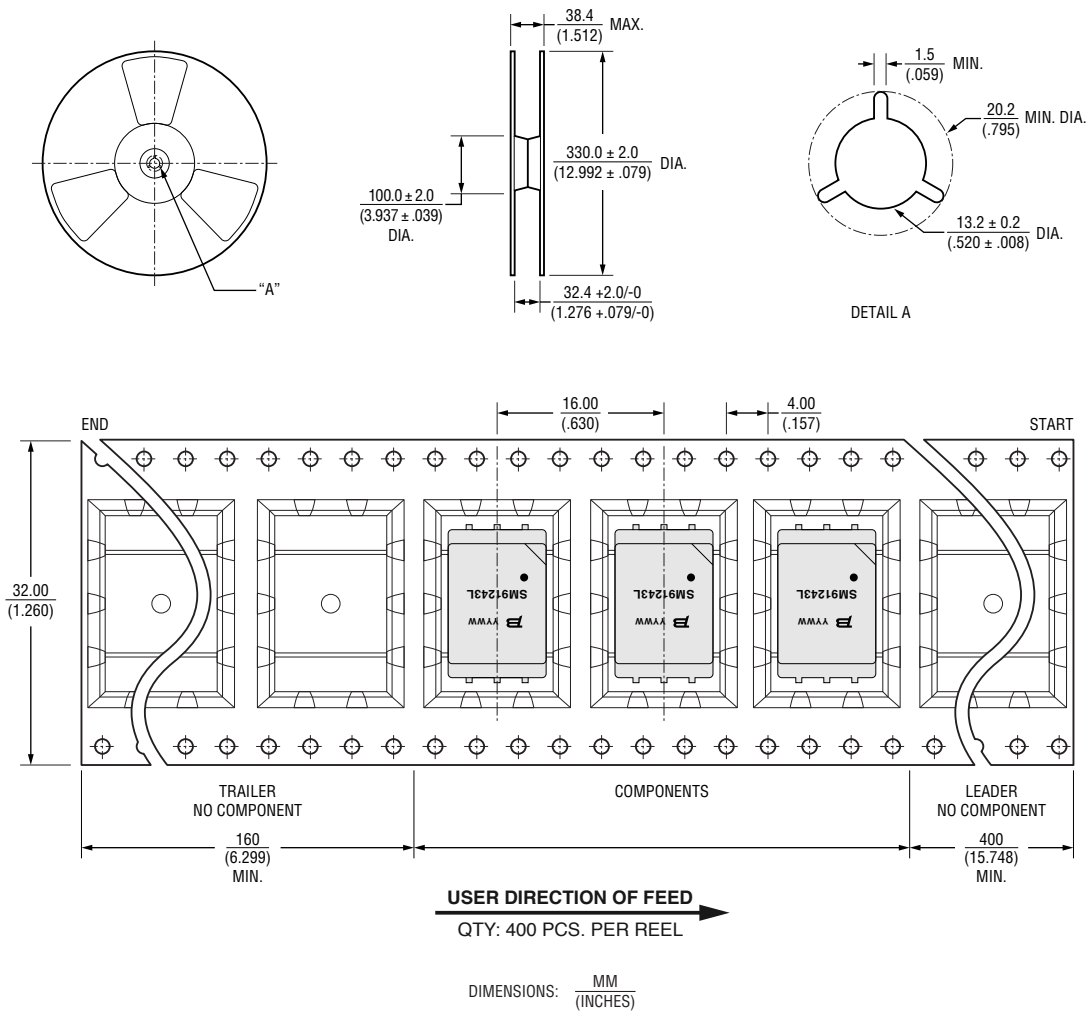 38.4
(1.512)
MAX.
1.5
(.059)
MIN.
20.2
(.795)
MIN. DIA.
330.0 ± 2.0
(12.992 ± .079)
DIA.
100.0 ± 2.0
(3.937 ± .039)
DIA.
13.2 ± 0.2
(.520 ± .008)
DIA.
“A”
32.4 +2.0/-0
(1.276 +.079/-0)
DETAIL A
16.00
(.630)
4.00
(.157)
END
START
32.00
(1.260)
SM91243L
YYWW
SM91243L
YYWW
SM91243L
YYWW
TRAILER
NO COMPONENT
COMPONENTS
LEADER
NO COMPONENT
160
(6.299)
MIN.
400
(15.748)
MIN.
USER DIRECTION OF FEED
QTY: 400 PCS. PER REEL
DIMENSIONS:
MM
(INCHES)